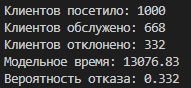 Клиентов посетило: 1000
Клиентов обслужено: 668
Клиентов отклонено: 332
Модельное время: 13076.83
Вероятность отказа: 0.332